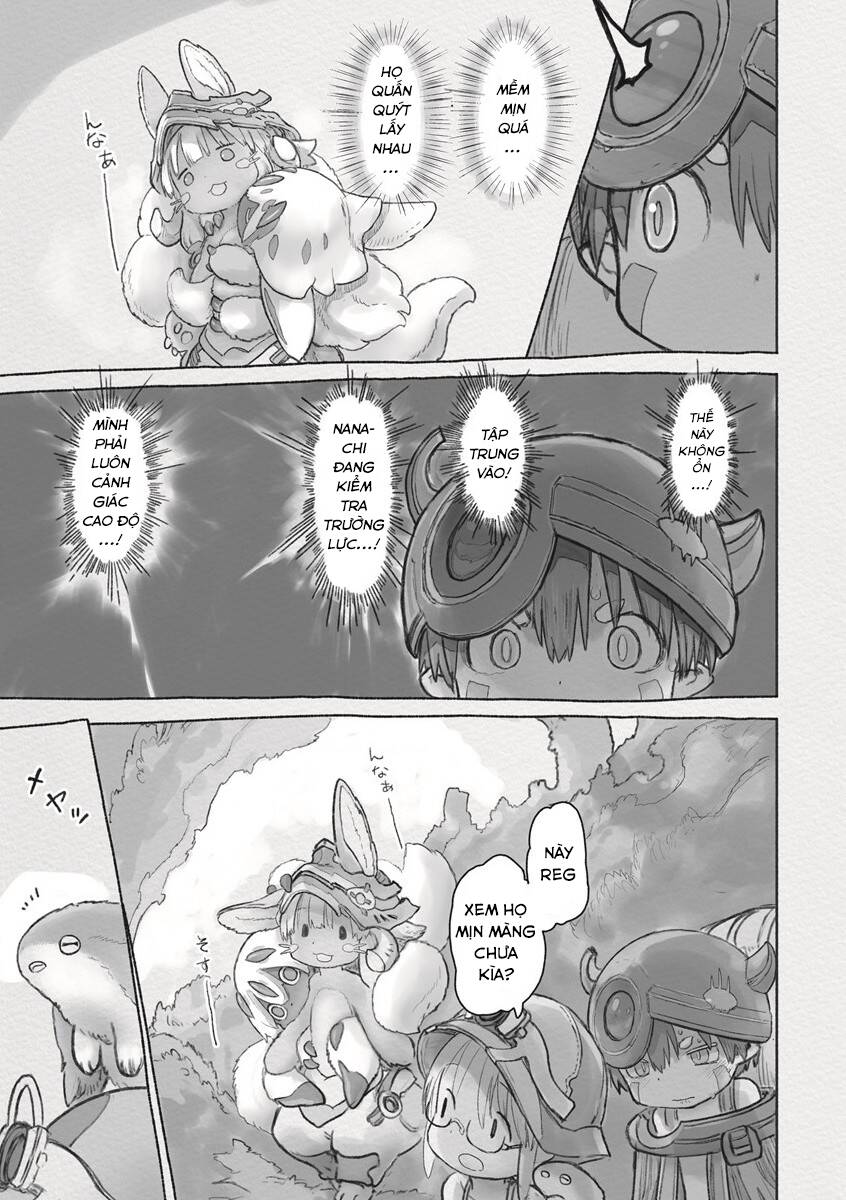 MỀM
MỊN
QUÁ
...
HỌ
QUẤN
QUÝT
LẤY
NHAU
...
んなぁ
THẾ
NÀY
KHÔNG
ỔN
...!
TẬP
TRUNG
VÀO!
NANA-
CHI
ĐANG
KIỂM
TRA
TRƯỜNG
LỰC...!
MÌNH
PHẢI
LUÔN
CẢNH
GIÁC
CAO ĐỘ
...!
NÀY
REG
XEM HỌ
MỊN MÀNG
CHƯA
KÌA?
んなぁ
そす
メヤッ